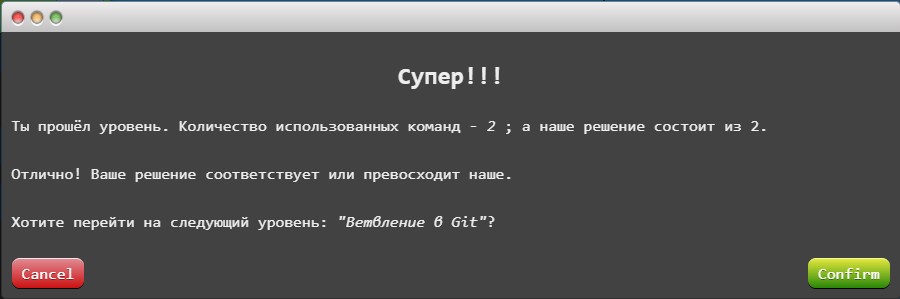 Супер!!!
Ты прошёл уровень. Количество использованных команд - 2 ; а наше решение состоит из 2.
Отлично! Ваше решение соответствует или превосходит наше.
Хотите перейти на следующий уровень: "Ветвление в Git"?
Cancel
Confirm